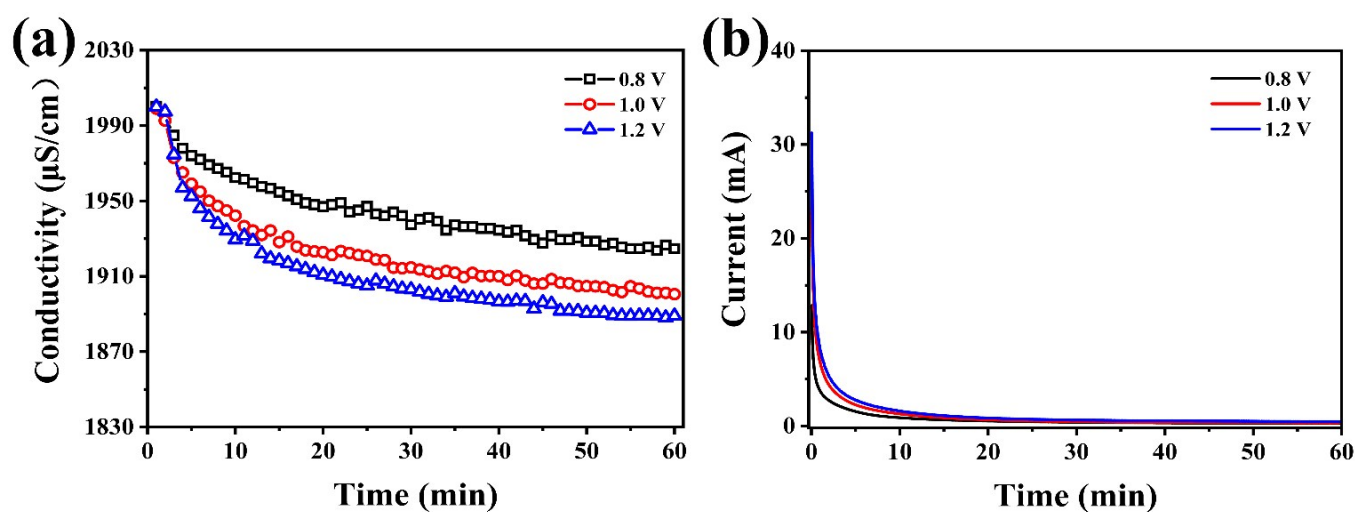 (a)
2030
1990
1950
1910
1870
1830
Conductivity (μS/cm)
0.8 V
1.0 V
1.2 V
0 10 20 30 40 50 60
Time (min)
(b)
40
30
20
10
0
Current (mA)
0.8 V
1.0 V
1.2 V
0 10 20 30 40 50 60
Time (min)